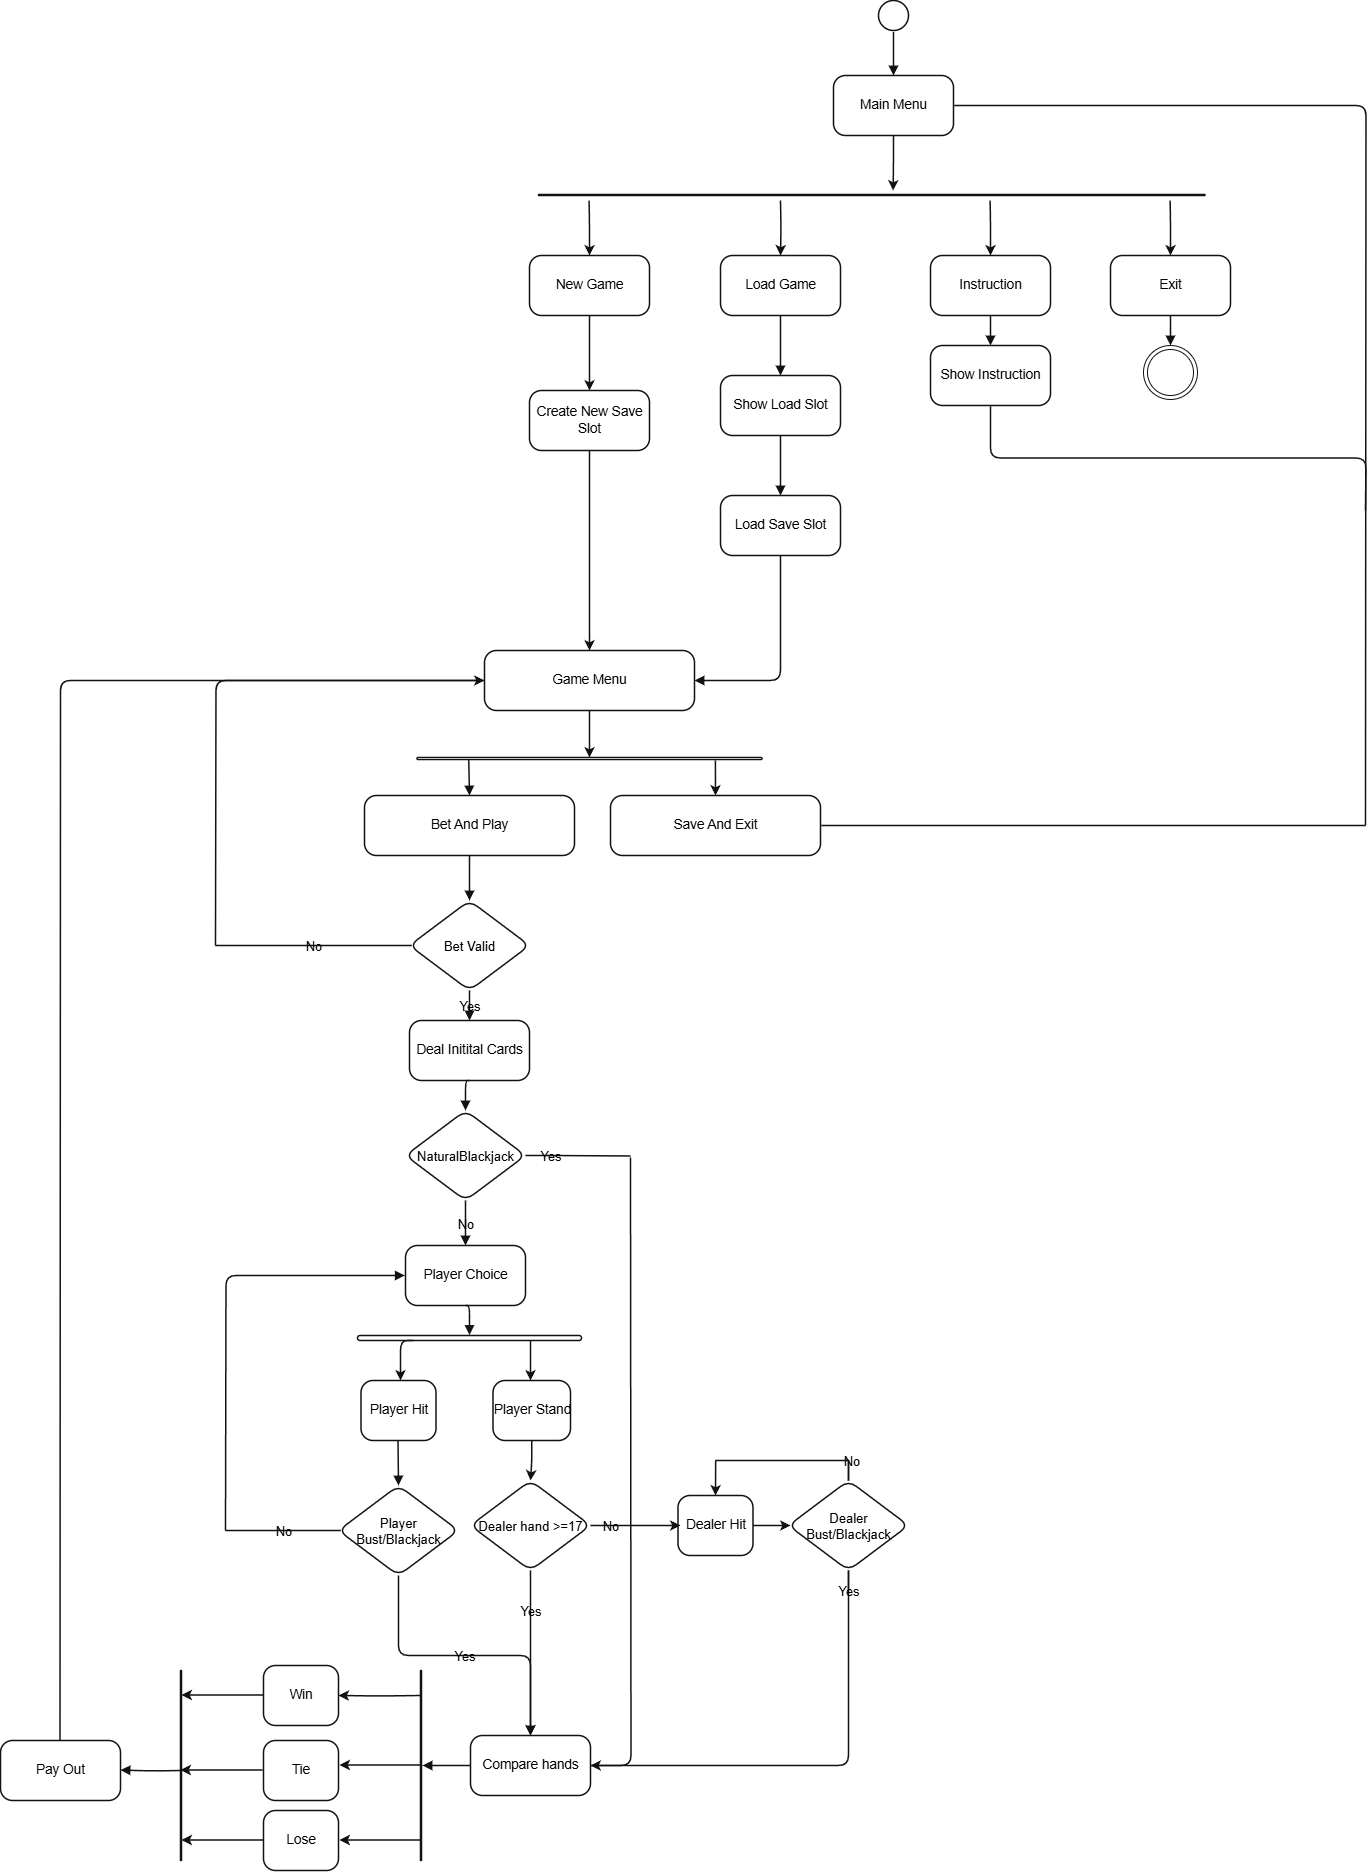 Main Menu
New Game
Load Game
Instruction
Exit
Show Instruction
Create New Save
Slot
Show Load Slot
Load Save Slot
Game Menu
Bet And Play
Save And Exit
Bet Valid
No
Yes
Deal Initital Cards
NaturalBlackjack
Yes
No
Player Choice
Player Hit
Player Stand
No
Player
Bust/Blackjack
No
Dealer hand >=17
No
Dealer Hit
Dealer
Bust/Blackjack
Yes
Yes
Yes
Win
Compare hands
Tie
Pay Out
Lose